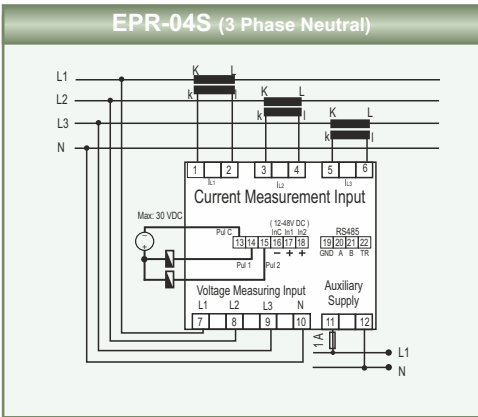 EPR-04S (3 Phase Neutral)
L1
K L
L2
K L
k l
L3
K L
k l
N
k l
1 2 3 4 5 6
IL1 IL2 IL3
Current Measurement Input
Max: 30 VDC
( 12-48V DC )
Pul C InC In1 In2 RS485
13 14 15 16 17 18 19 20 21 22
− + + GND A B TR
Pul 1 Pul 2
−
+
Voltage Measuring Input
Auxiliary
Supply
L1 L2 L3 N
7 8 9 10 11 12
1 A
L1
N